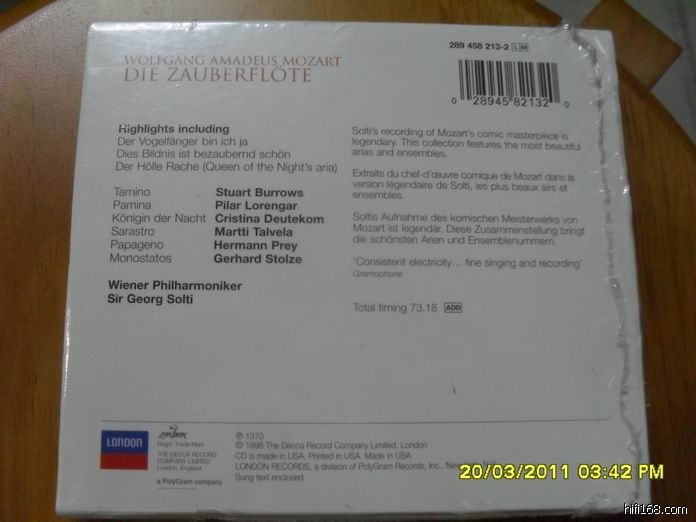 289 458 213-2 LM
WOLFGANG AMADEUS MOZART
DIE ZAUBERFLÖTE
0 28945 82132 0
Highlights including
Der Vogelfänger bin ich ja
Dies Bildnis ist bezaubernd schön
Der Hölle Rache (Queen of the Night's aria)
Tamino Stuart Burrows
Pamina Pilar Lorengar
Königin der Nacht Cristina Deutekom
Sarastro Martti Talvela
Papageno Hermann Prey
Monostatos Gerhard Stolze
Wiener Philharmoniker
Sir Georg Solti
Solti's recording of Mozart's comic masterpiece is
legendary. This collection features the most beautiful
arias and ensembles.
Extraits du chef-d'œuvre comique de Mozart dans la
version légendaire de Solti, les plus beaux airs et
ensembles.
Soltis Aufnahme des komischen Meisterwerks von
Mozart ist legendär. Diese Zusammenstellung bringt
die schönsten Arien und Ensemblenummern.
'Consistent electricity... fine singing and recording'
Gramophone
Total timing 73.18 ADD
LONDON
London
Regd. Trade Mark
THE DECCA RECORD
COMPANY LIMITED
London, England
a PolyGram company
℗ 1970
© 1998 The Decca Record Company Limited, London
CD is made in USA. Printed in USA. Made in USA
LONDON RECORDS, a division of PolyGram Records, Inc.,
Sung text enclosed
20/03/2011 03:42 PM
hifi168.com